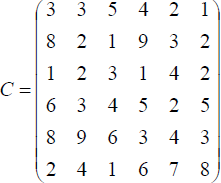 3 3 5 4 2 1
8 2 1 9 3 2
1 2 3 1 4 2
C =
6 3 4 5 2 5
8 9 6 3 4 3
2 4 1 6 7 8